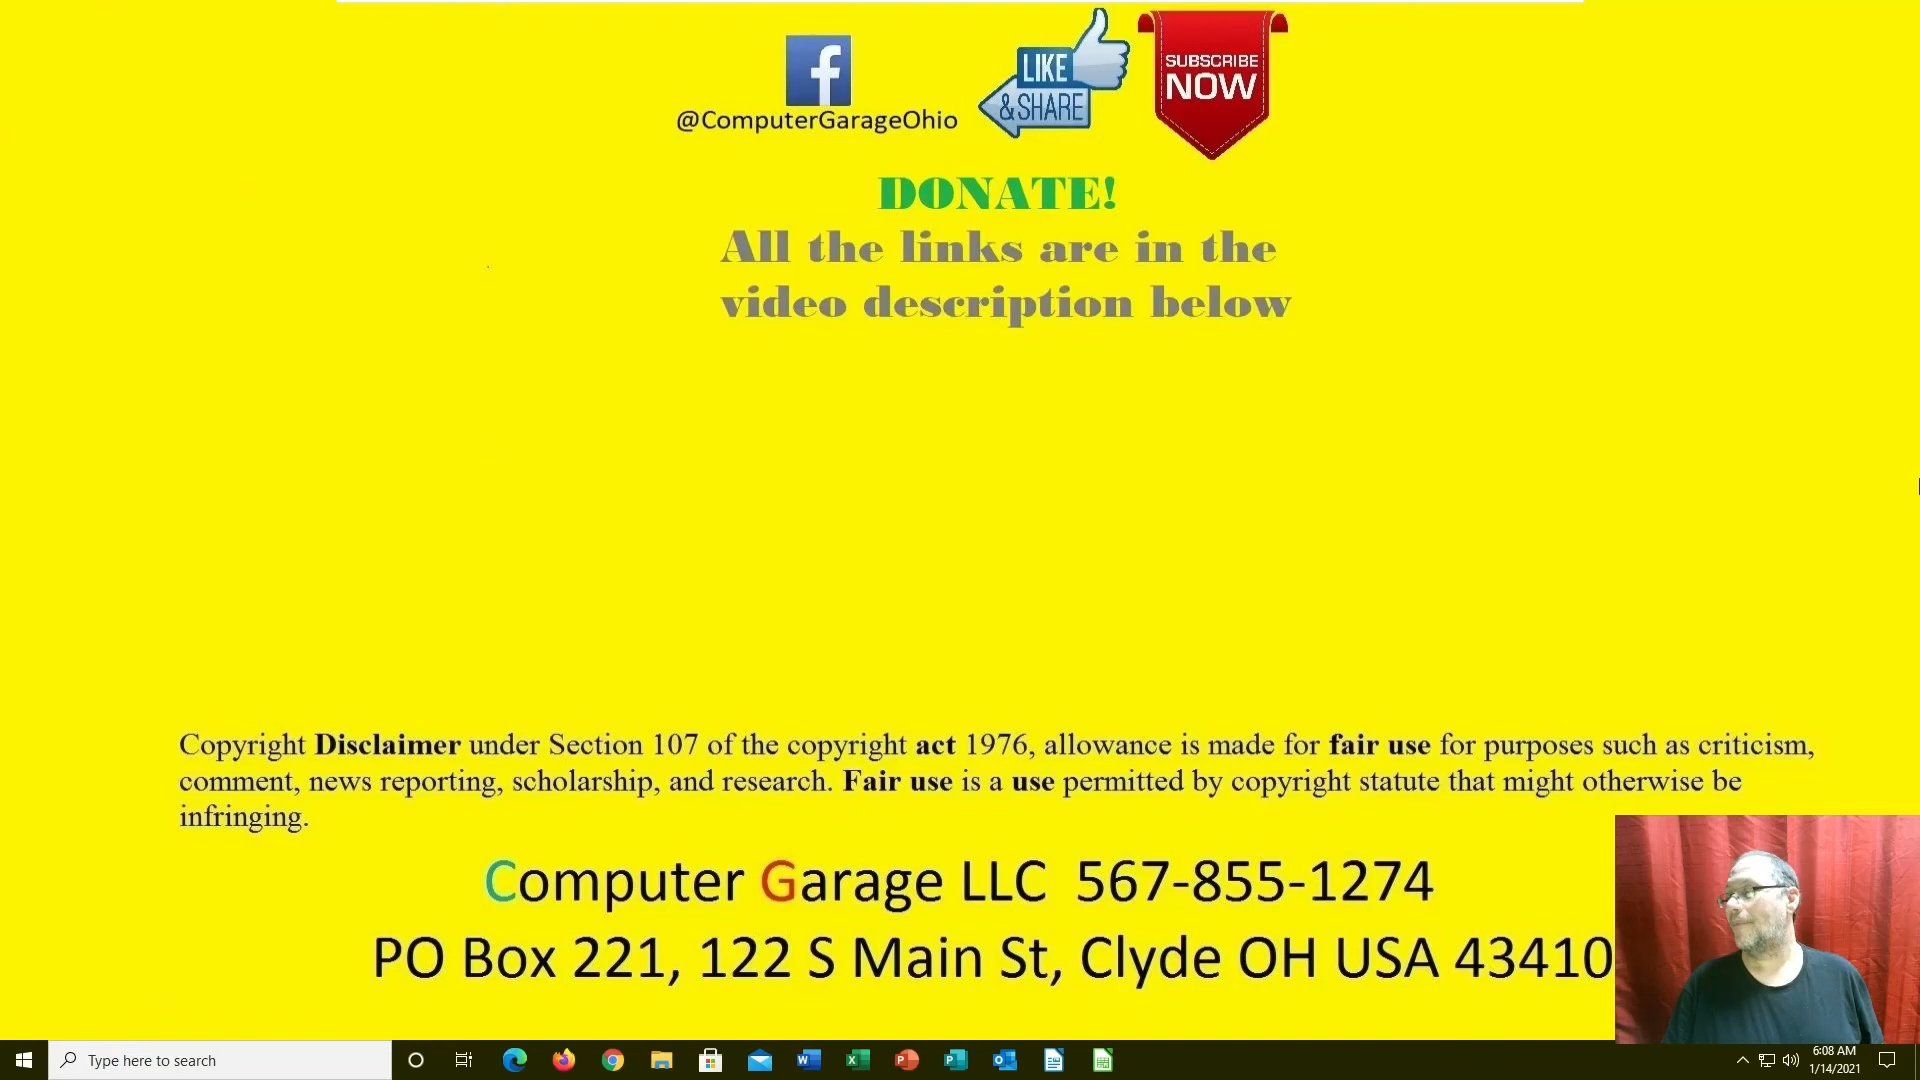 LIKE
& SHARE
SUBSCRIBE
NOW
@ComputerGarageOhio
DONATE!
All the links are in the
video description below
Copyright Disclaimer under Section 107 of the copyright act 1976, allowance is made for fair use for purposes such as criticism,
comment, news reporting, scholarship, and research. Fair use is a use permitted by copyright statute that might otherwise be
infringing.
Computer Garage LLC 567-855-1274
PO Box 221, 122 S Main St, Clyde OH USA 43410
Type here to search
6:08 AM
1/14/2021